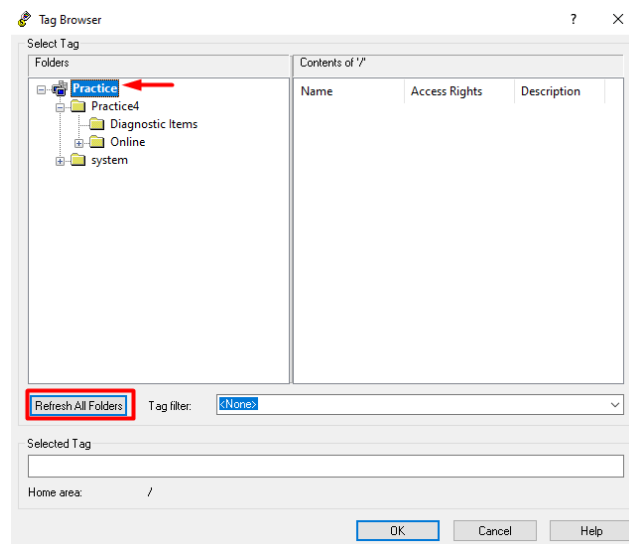 Tag Browser ?
Select Tag
Folders
Contents of '/'
Practice
Practice4
Diagnostic Items
Online
system
Name Access Rights Description
Refresh All Folders Tag filter: <None>
Selected Tag
Home area: /
OK Cancel Help